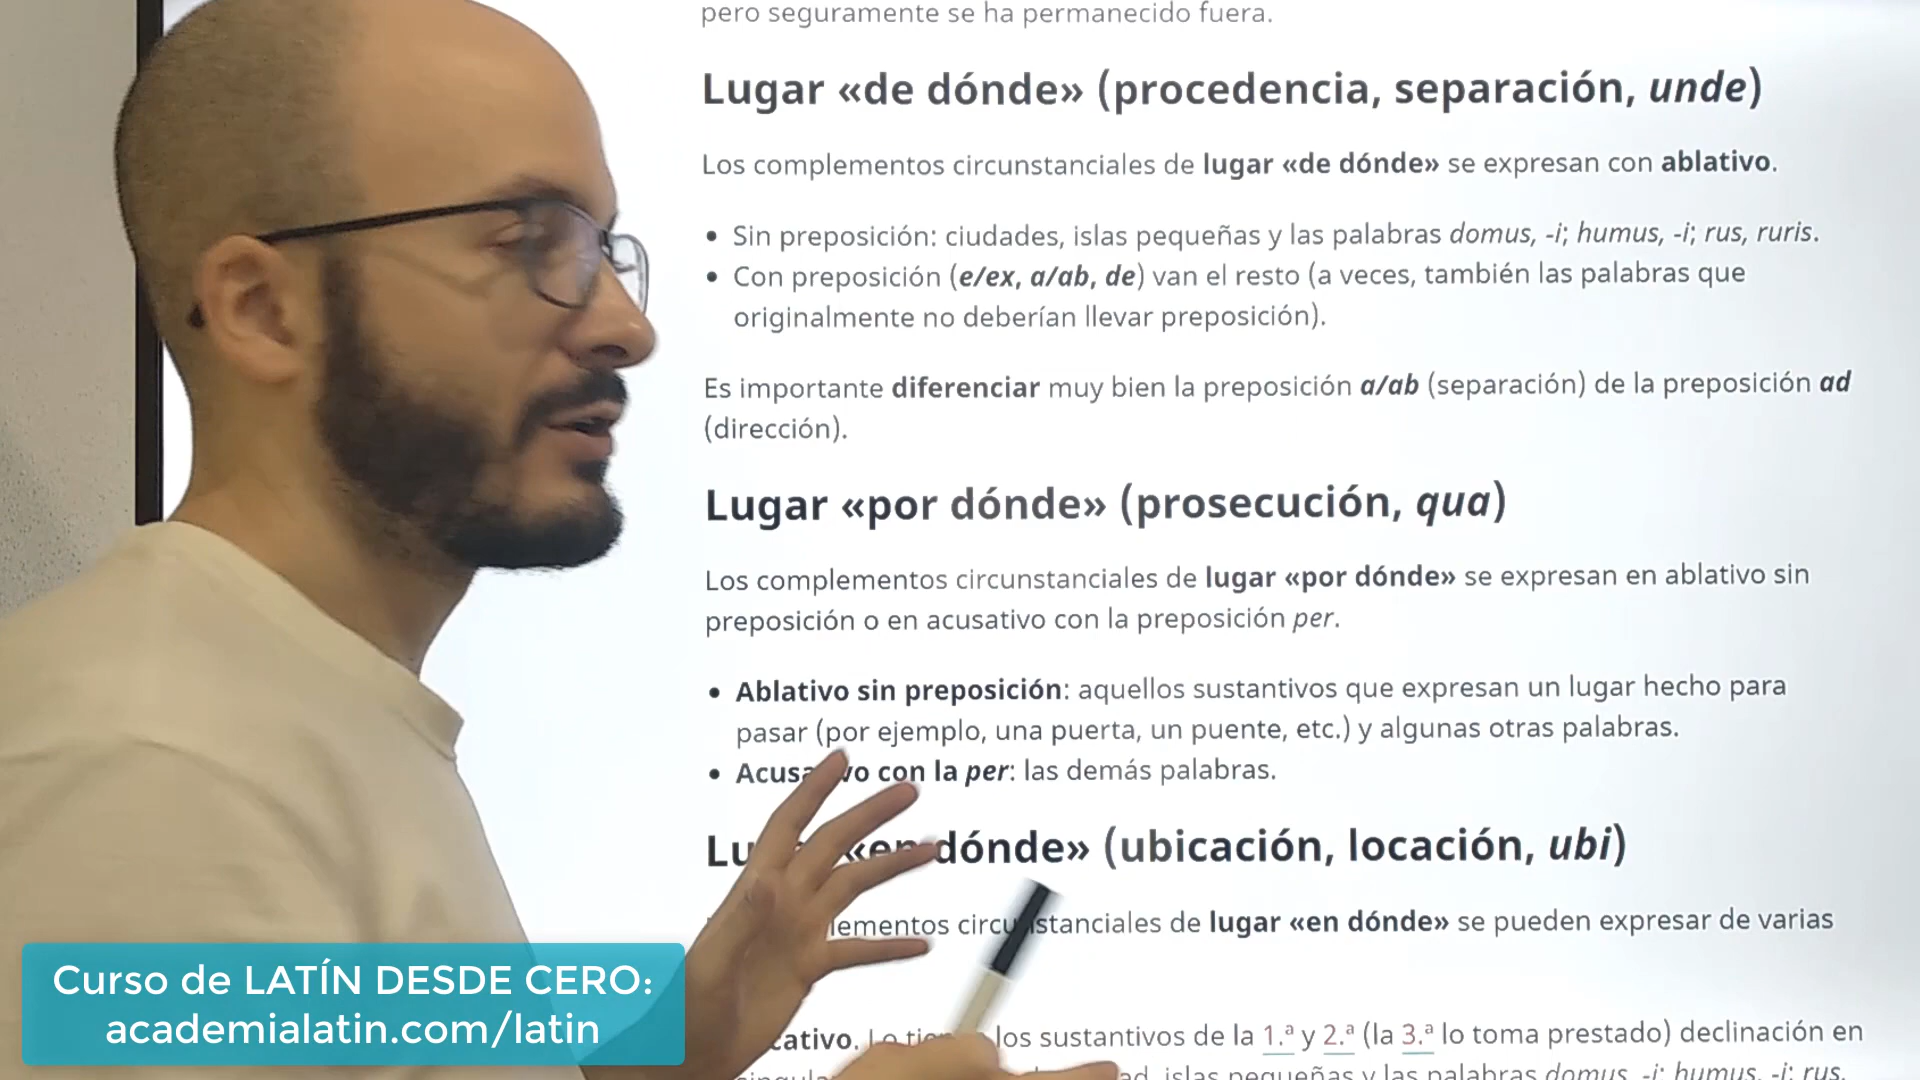 pero seguramente se ha permanecido fuera.
Lugar «de dónde» (procedencia, separación, unde)
Los complementos circunstanciales de lugar «de dónde» se expresan con ablativo.
• Sin preposición: ciudades, islas pequeñas y las palabras domus, -i; humus, -i; rus, ruris.
• Con preposición (e/ex, a/ab, de) van el resto (a veces, también las palabras que
originalmente no deberían llevar preposición).
Es importante diferenciar muy bien la preposición a/ab (separación) de la preposición ad
(dirección).
Lugar «por dónde» (prosecución, qua)
Los complementos circunstanciales de lugar «por dónde» se expresan en ablativo sin
preposición o en acusativo con la preposición per.
• Ablativo sin preposición: aquellos sustantivos que expresan un lugar hecho para
pasar (por ejemplo, una puerta, un puente, etc.) y algunas otras palabras.
• con la per: las demás palabras.
«en dónde» (ubicación, locación, ubi)
de lugar «en dónde» se pueden expresar de varias
los sustantivos de la 1.ª y 2.ª (la 3.ª lo toma prestado) declinación en
islas pequeñas y las palabras domus, -i; humus, -i; rus,
Curso de LATÍN DESDE CERO:
academialatin.com/latin